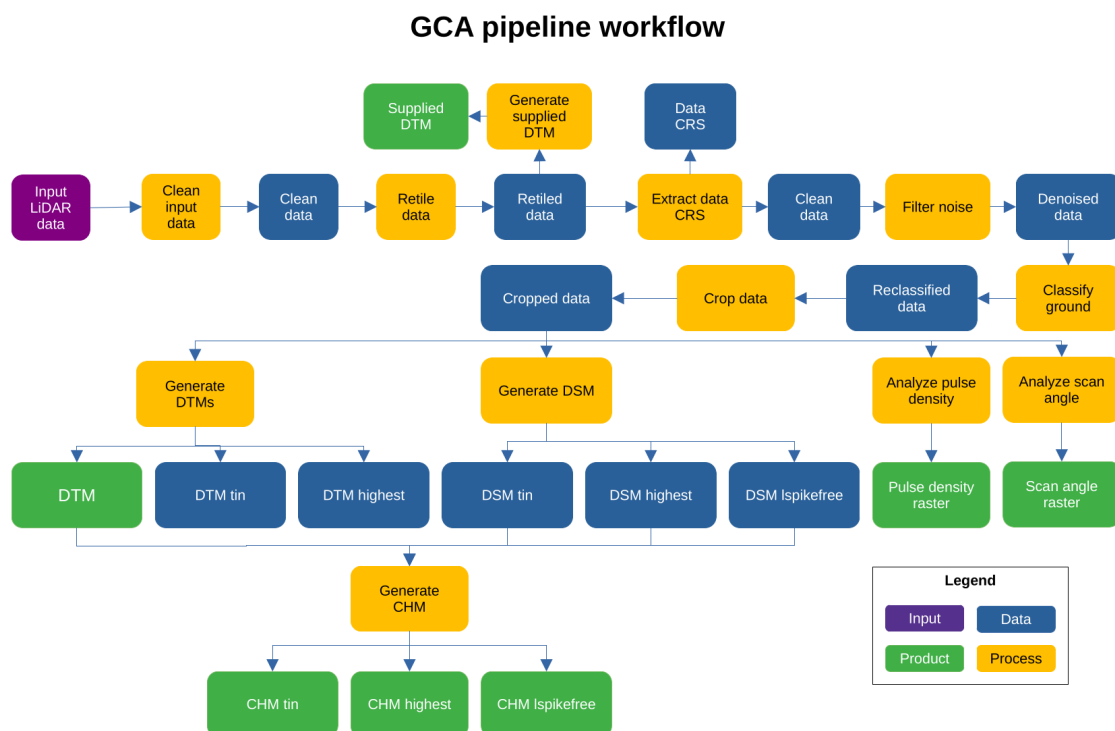 GCA pipeline workflow
Supplied
DTM
Generate
supplied
DTM
Data
CRS
Input
LiDAR
data
Clean
input
data
Clean
data
Retile
data
Retiled
data
Extract data
CRS
Clean
data
Filter noise
Denoised
data
Cropped data
Crop data
Reclassified
data
Classify
ground
Generate
DTMs
Generate DSM
Analyze pulse
density
Analyze scan
angle
DTM
DTM tin
DTM highest
DSM tin
DSM highest
DSM lspikefree
Pulse density
raster
Scan angle
raster
Generate
CHM
Legend
Input
Data
Product
Process
CHM tin
CHM highest
CHM lspikefree